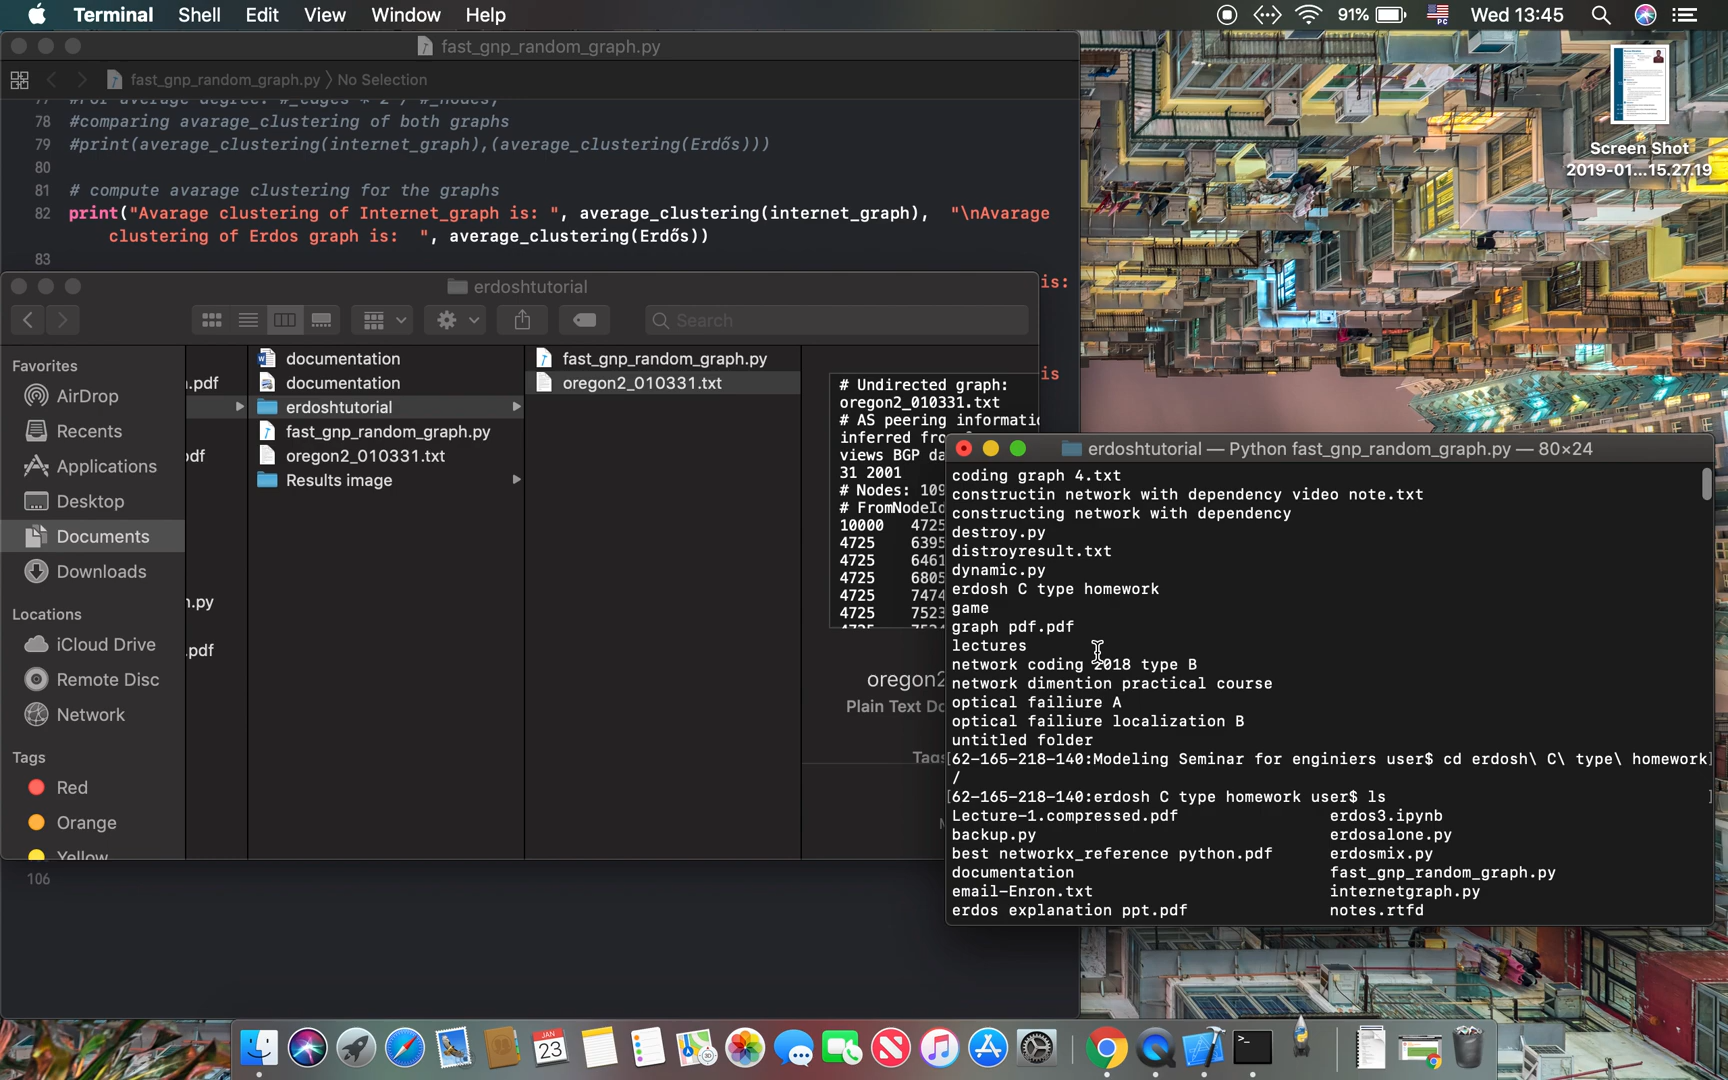 Terminal Shell Edit View Window Help 91% Wed 13:45
fast_gnp_random_graph.py
fast_gnp_random_graph.py 〉 No Selection
78 #comparing avarage_clustering of both graphs
79 #print(average_clustering(internet_graph),(average_clustering(Erdős)))
80
81 # compute avarage clustering for the graphs
82 print("Avarage clustering of Internet_graph is: ", average_clustering(internet_graph), "\nAvarage
clustering of Erdos graph is: ", average_clustering(Erdős))
83
is:
is
106
Screen Shot
2019-01...15.27.19
erdoshtutorial
Search
Favorites
AirDrop
Recents
Applications
Desktop
Documents
Downloads
Locations
iCloud Drive
Remote Disc
Network
Tags
Red
Orange
Yellow
.pdf
.py
.pdf
documentation
documentation
erdoshtutorial
fast_gnp_random_graph.py
oregon2_010331.txt
Results image
fast_gnp_random_graph.py
oregon2_010331.txt
# Undirected graph:
oregon2_010331.txt
# AS peering informatio
inferred fro
views BGP da
31 2001
# Nodes: 109
# FromNodeId
10000 4725
4725 6395
4725 6461
4725 6805
4725 7474
4725 7523
oregon2
Plain Text Do
Tags
erdoshtutorial — Python fast_gnp_random_graph.py — 80×24
coding graph 4.txt
constructin network with dependency video note.txt
constructing network with dependency
destroy.py
distroyresult.txt
dynamic.py
erdosh C type homework
game
graph pdf.pdf
lectures
network coding 2018 type B
network dimention practical course
optical failiure A
optical failiure localization B
untitled folder
[62-165-218-140:Modeling Seminar for enginiers user$ cd erdosh\ C\ type\ homework]
/
[62-165-218-140:erdosh C type homework user$ ls ]
Lecture-1.compressed.pdf erdos3.ipynb
backup.py erdosalone.py
best networkx_reference python.pdf erdosmix.py
documentation fast_gnp_random_graph.py
email-Enron.txt internetgraph.py
erdos explanation ppt.pdf notes.rtfd
JAN
23